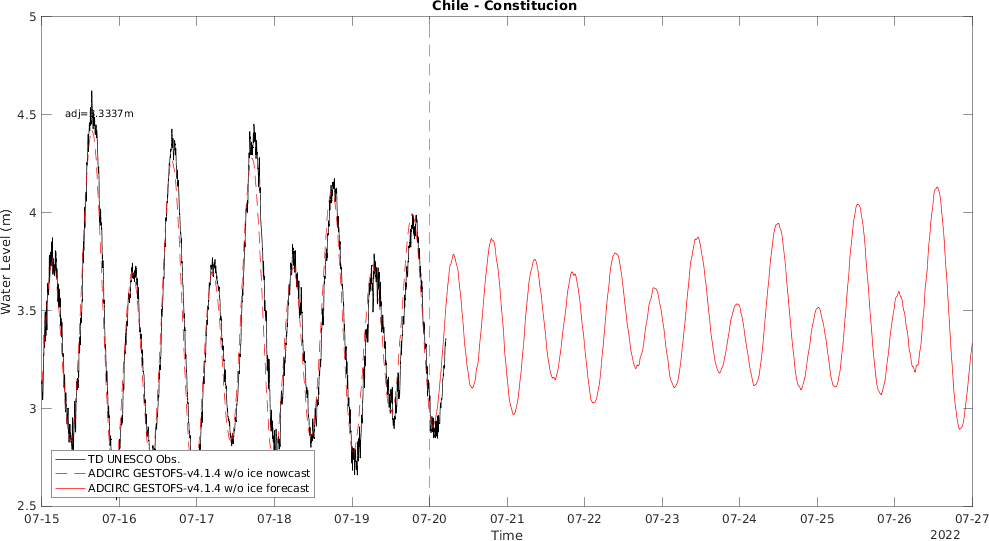 Chile - Constitucion
Water Level (m)
5
4.5
4
3.5
3
2.5
adj=3.3337m
TD UNESCO Obs.
ADCIRC GESTOFS-v4.1.4 w/o ice nowcast
ADCIRC GESTOFS-v4.1.4 w/o ice forecast
07-15 07-16 07-17 07-18 07-19 07-20 07-21 07-22 07-23 07-24 07-25 07-26 07-27
Time
2022